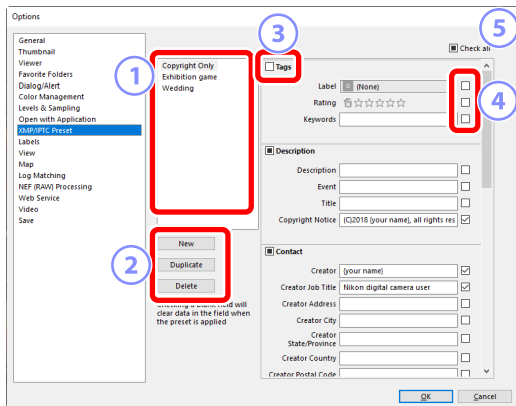 Options
5
Check all
General
Thumbnail
Viewer
Favorite Folders
Dialog/Alert
Color Management
Levels & Sampling
Open with Application
XMP/IPTC Preset
Labels
View
Map
Log Matching
NEF (RAW) Processing
Web Service
Video
Save
1
Copyright Only
Exhibition game
Wedding
2
New
Duplicate
Delete
Checking a blank field will
clear data in the field when
the preset is applied
3
Tags
4
Label (None)
Rating
Keywords
Description
Description
Event
Title
Copyright Notice (C)2018 (your name), all rights res
Contact
Creator (your name)
Creator Job Title Nikon digital camera user
Creator Address
Creator City
Creator
State/Province
Creator Country
Creator Postal Code
OK
Cancel